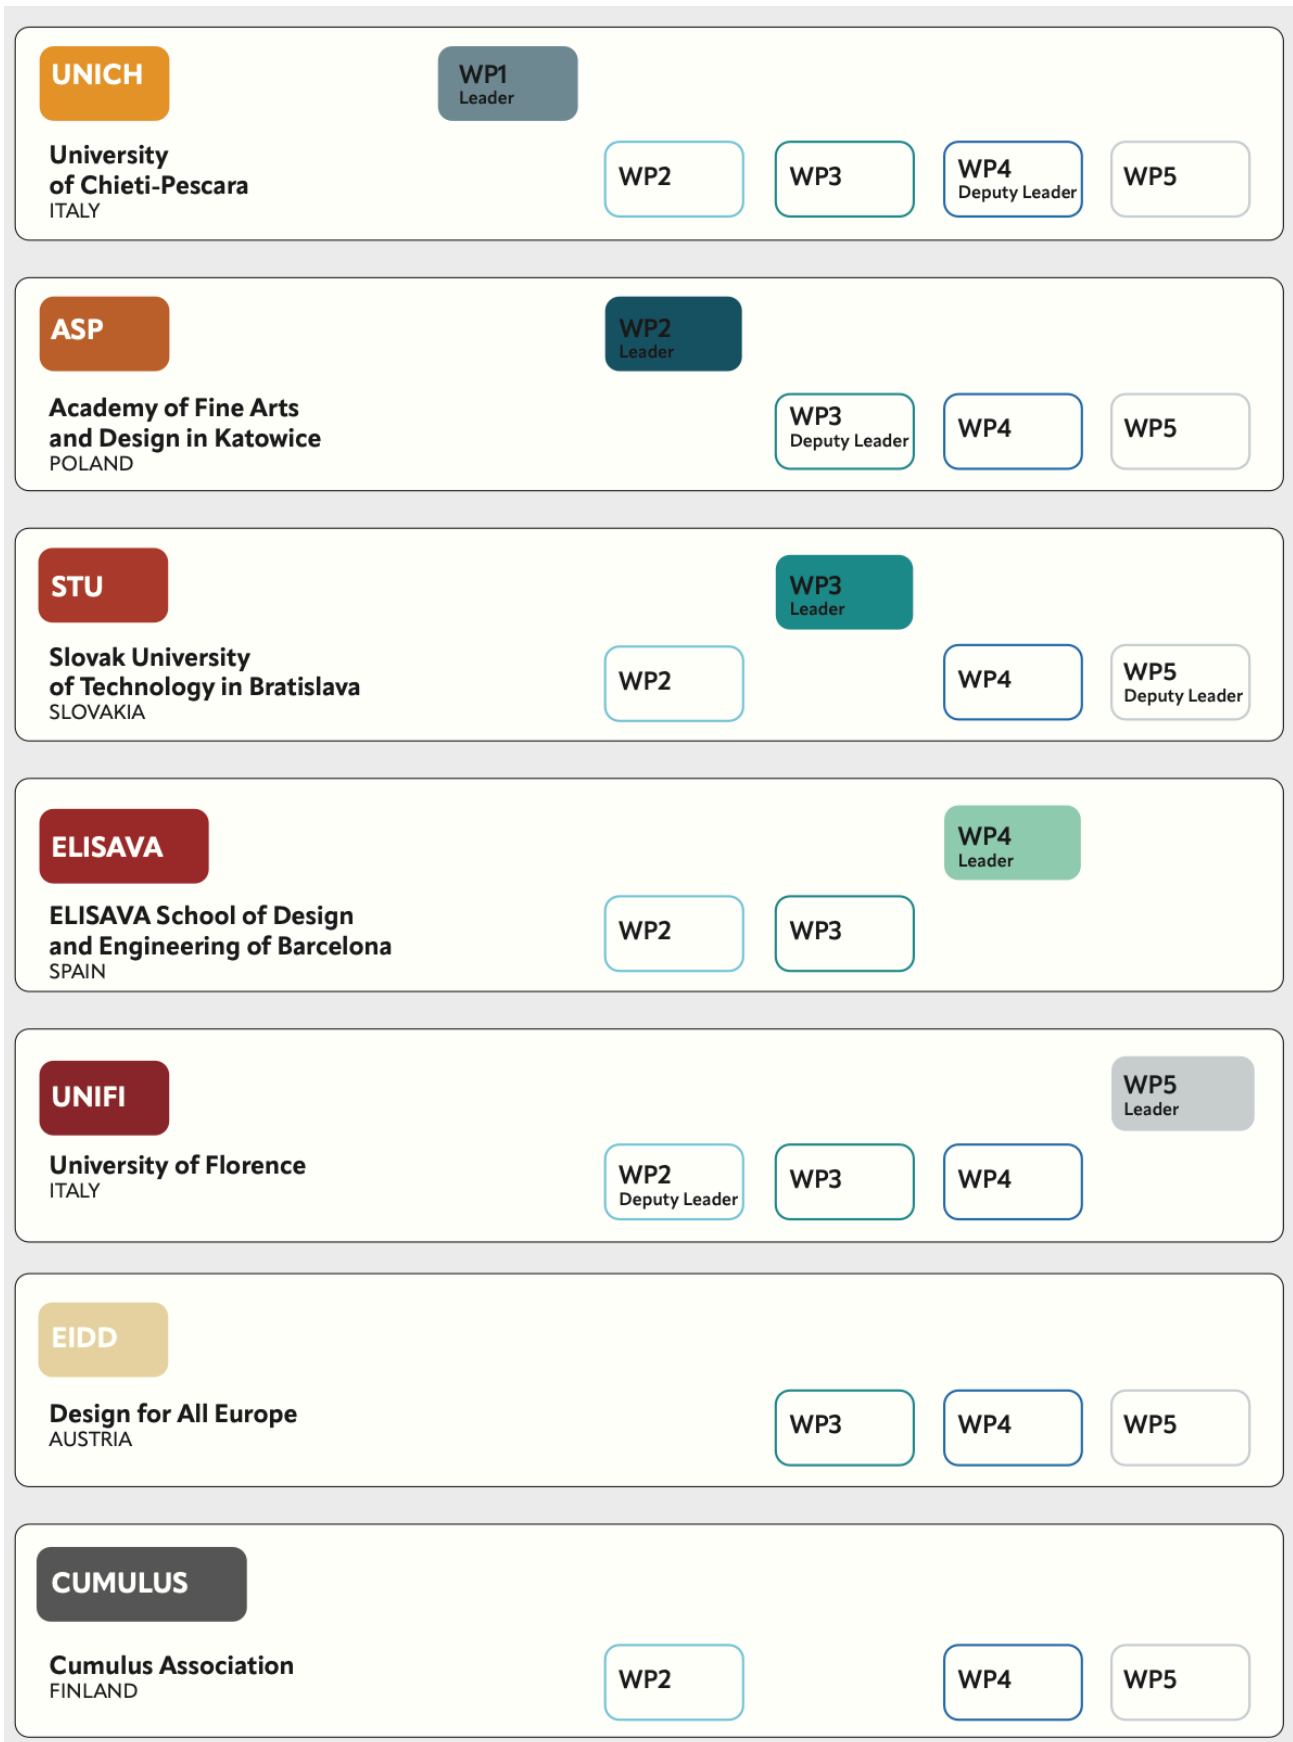 UNICH
WP1
Leader
University
of Chieti-Pescara
ITALY
WP2
WP3
WP4
Deputy Leader
WP5
ASP
WP2
Leader
Academy of Fine Arts
and Design in Katowice
POLAND
WP3
Deputy Leader
WP4
WP5
STU
WP3
Leader
Slovak University
of Technology in Bratislava
SLOVAKIA
WP2
WP4
WP5
Deputy Leader
ELISAVA
WP4
Leader
ELISAVA School of Design
and Engineering of Barcelona
SPAIN
WP2
WP3
UNIFI
WP5
Leader
University of Florence
ITALY
WP2
Deputy Leader
WP3
WP4
EIDD
Design for All Europe
AUSTRIA
WP3
WP4
WP5
CUMULUS
Cumulus Association
FINLAND
WP2
WP4
WP5